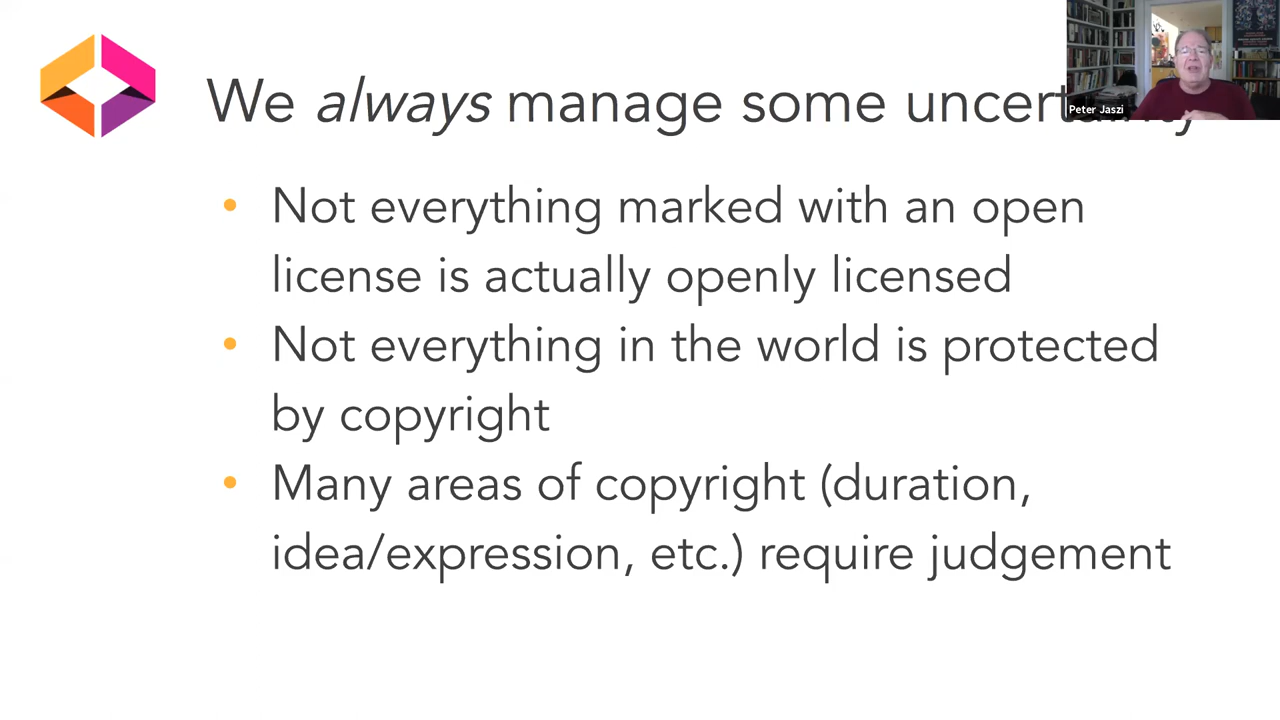 We always manage some
Not everything marked with an open
license is actually openly licensed
Not everything in the world is protected
by copyright
Many areas of copyright (duration,
idea/expression, etc.) require judgement
Peter Jaszi